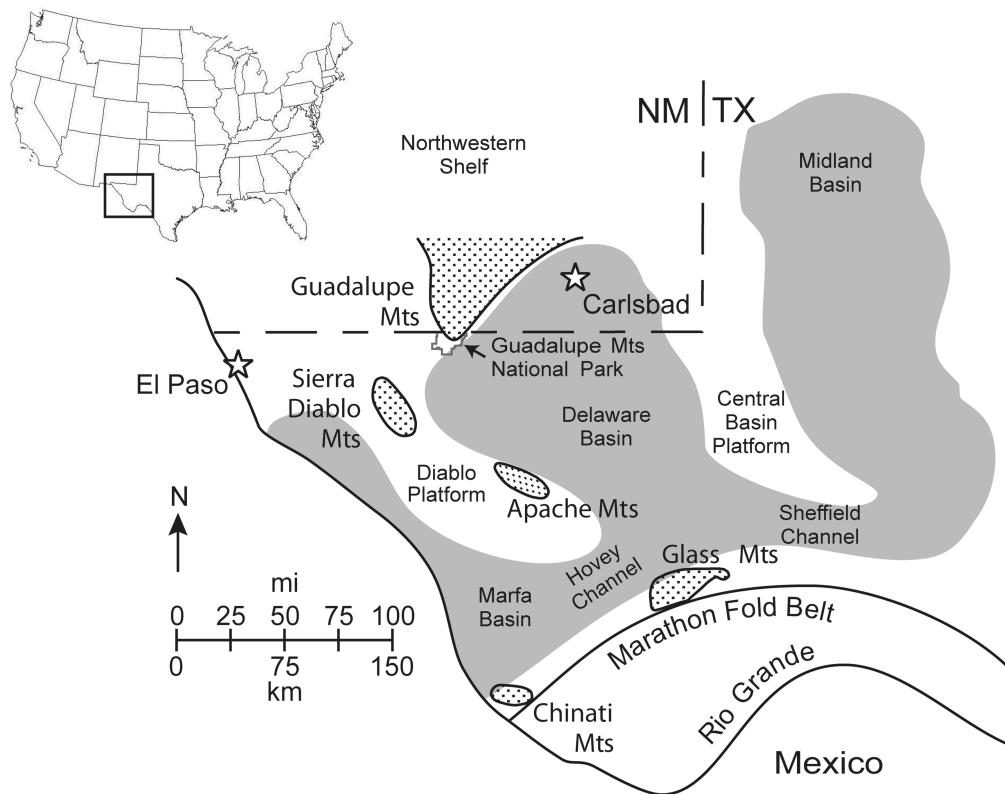 NM TX
Northwestern
Shelf
Midland
Basin
Guadalupe
Mts
Carlsbad
Guadalupe Mts
National Park
El Paso
Sierra
Diablo
Mts
Delaware
Basin
Central
Basin
Platform
Diablo
Platform
Apache Mts
Sheffield
Channel
Glass Mts
Hovey
Channel
Marfa
Basin
Marathon Fold Belt
Rio Grande
Chinati
Mts
Mexico
N
mi
0 25 50 75 100
0 75 150
km